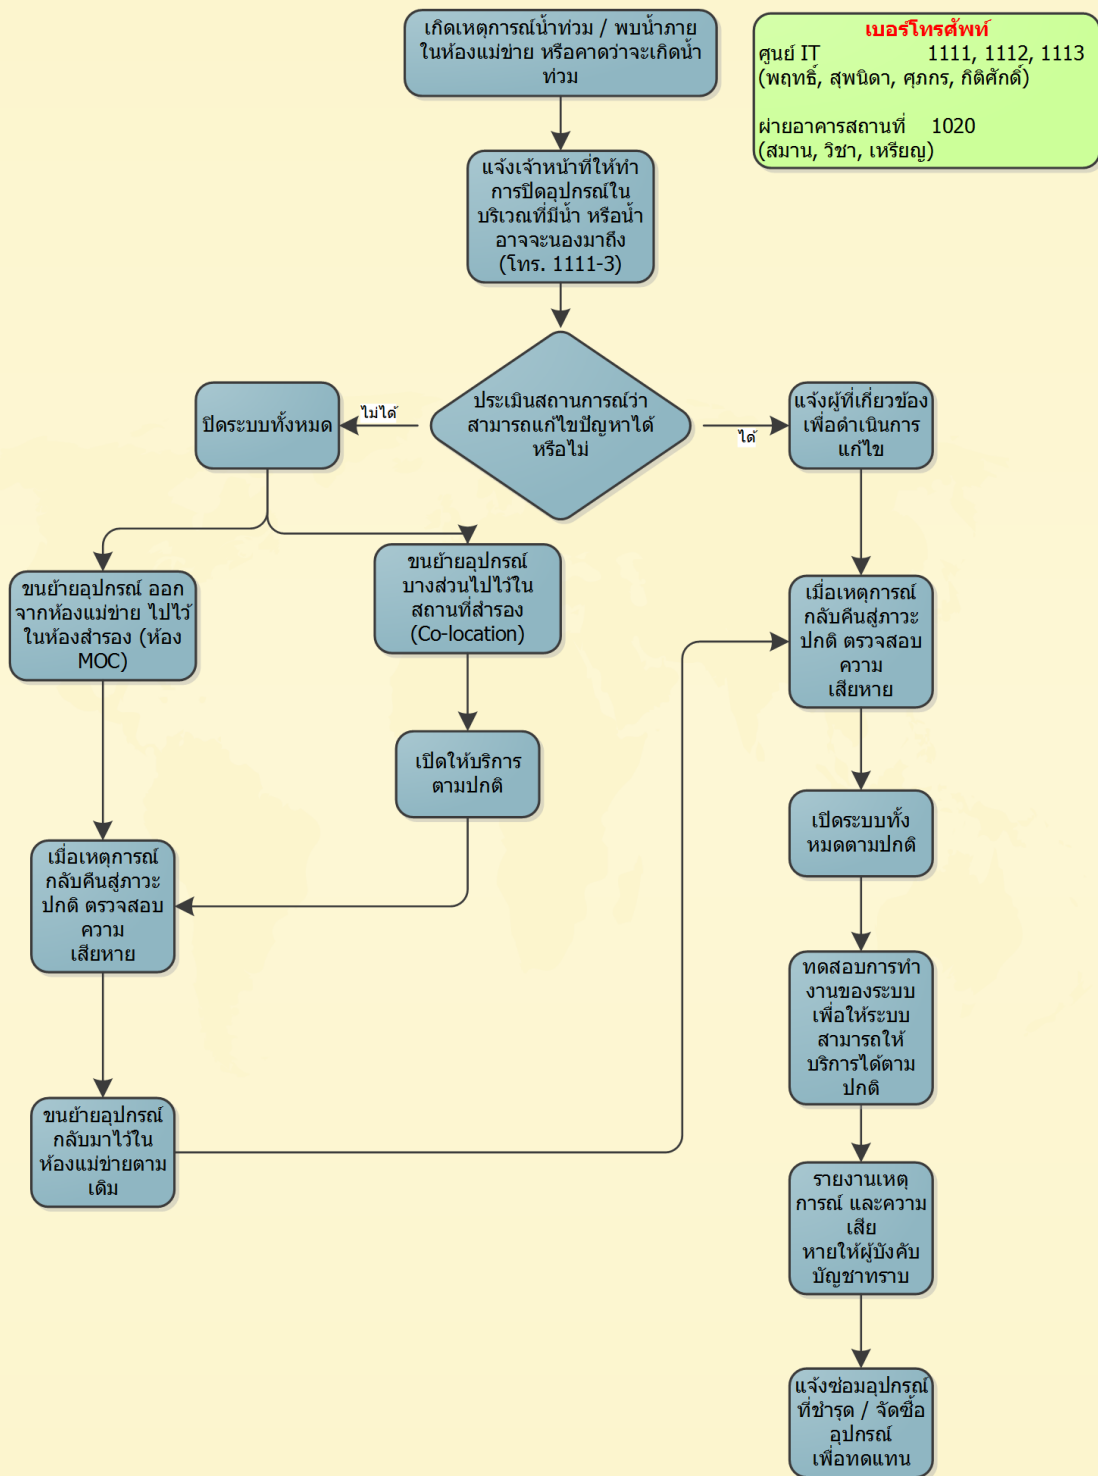 เกิดเหตุการณ์น้ำท่วม / พบน้ำภาย
ในห้องแม่ข่าย หรือคาดว่าจะเกิดน้ำ
ท่วม
เบอร์โทรศัพท์
ศูนย์ IT 1111, 1112, 1113
(พฤทธิ์, สุพนิดา, ศุภกร, กิติศักดิ์)
ฝ่ายอาคารสถานที่ 1020
(สมาน, วิชา, เหรียญ)
แจ้งเจ้าหน้าที่ให้ทำ
การปิดอุปกรณ์ใน
บริเวณที่มีน้ำ หรือน้ำ
อาจจะนองมาถึง
(โทร. 1111-3)
ประเมินสถานการณ์ว่า
สามารถแก้ไขปัญหาได้
หรือไม่
ไม่ได้
ได้
ปิดระบบทั้งหมด
แจ้งผู้ที่เกี่ยวข้อง
เพื่อดำเนินการ
แก้ไข
ขนย้ายอุปกรณ์ ออก
จากห้องแม่ข่าย ไปไว้
ในห้องสำรอง (ห้อง
MOC)
ขนย้ายอุปกรณ์
บางส่วนไปไว้ใน
สถานที่สำรอง
(Co-location)
เมื่อเหตุการณ์
กลับคืนสู่ภาวะ
ปกติ ตรวจสอบ
ความ
เสียหาย
เปิดให้บริการ
ตามปกติ
เปิดระบบทั้ง
หมดตามปกติ
เมื่อเหตุการณ์
กลับคืนสู่ภาวะ
ปกติ ตรวจสอบ
ความ
เสียหาย
ทดสอบการทำ
งานของระบบ
เพื่อให้ระบบ
สามารถให้
บริการได้ตาม
ปกติ
ขนย้ายอุปกรณ์
กลับมาไว้ใน
ห้องแม่ข่ายตาม
เดิม
รายงานเหตุ
การณ์ และความ
เสีย
หายให้ผู้บังคับ
บัญชาทราบ
แจ้งซ่อมอุปกรณ์
ที่ชำรุด / จัดซื้อ
อุปกรณ์
เพื่อทดแทน